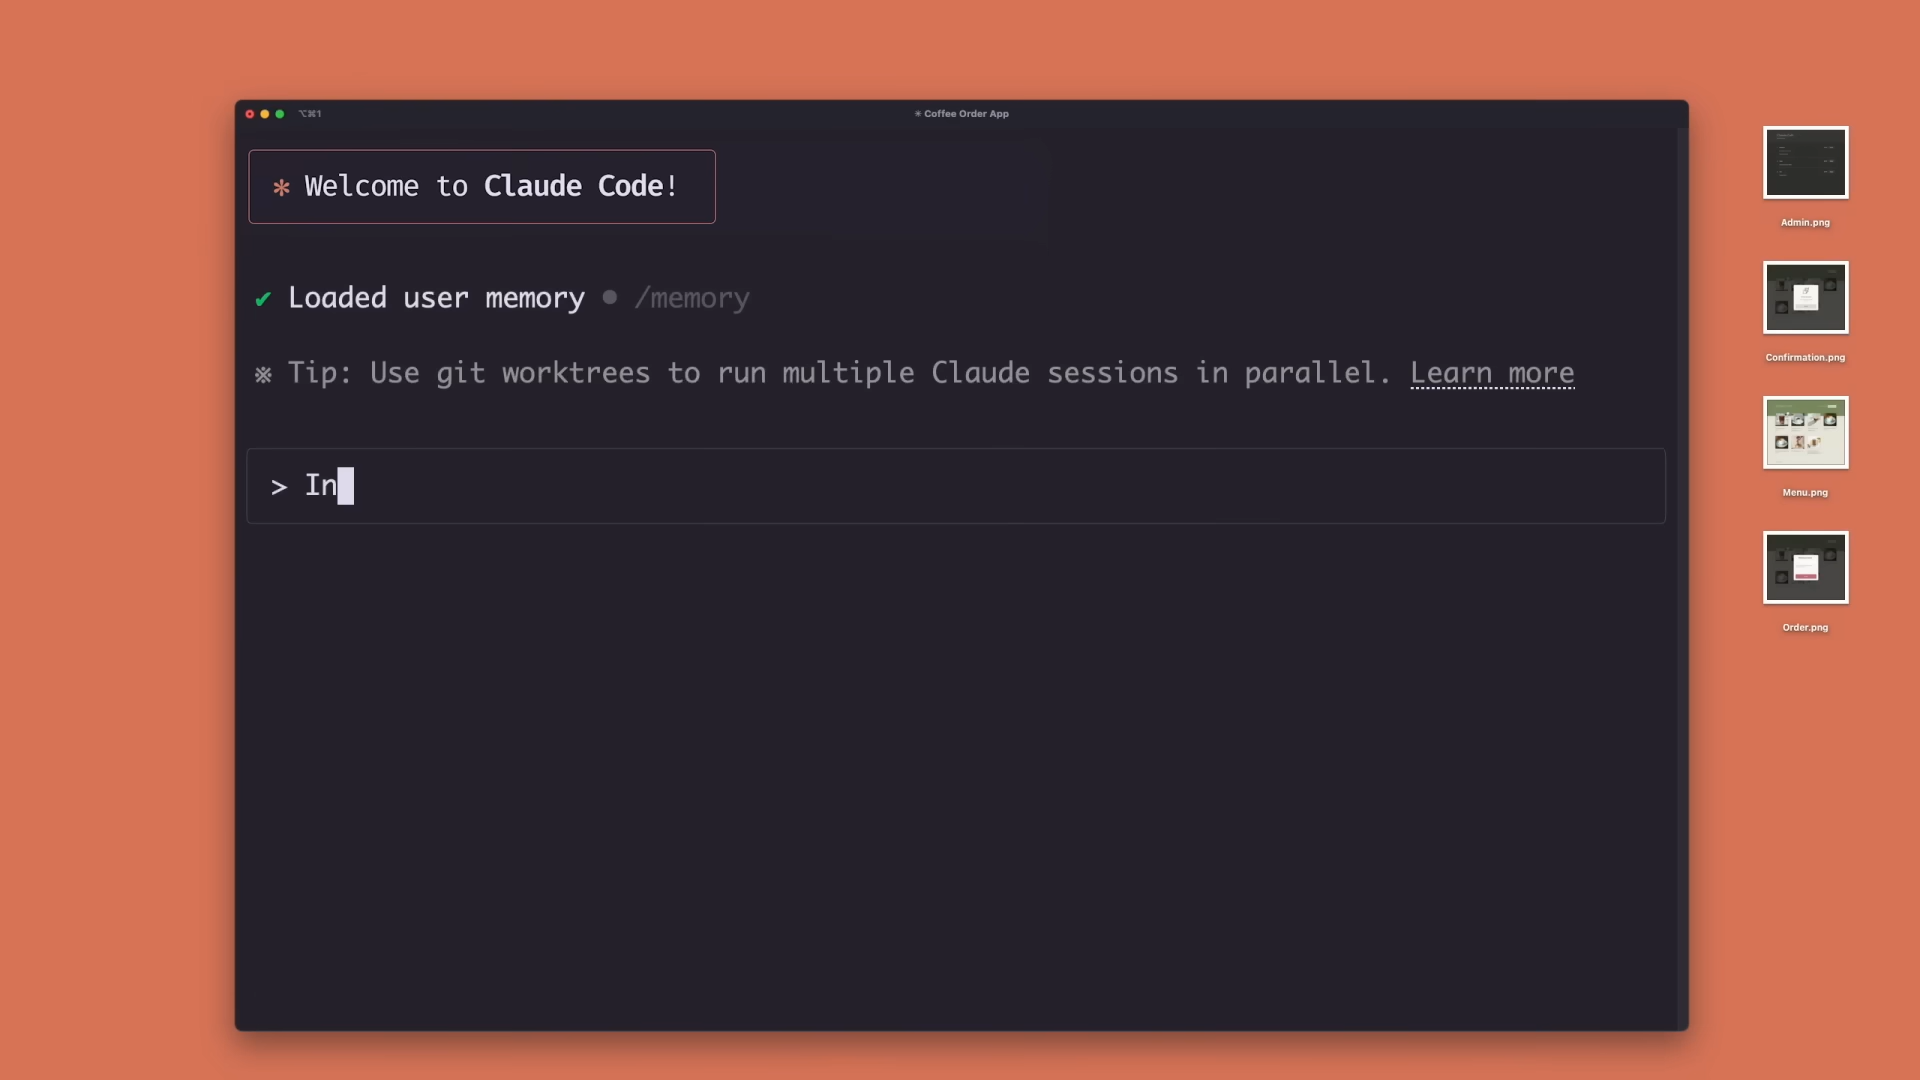 ⌥⌘1
✳ Coffee Order App
✻ Welcome to Claude Code!
✔ Loaded user memory ● /memory
※ Tip: Use git worktrees to run multiple Claude sessions in parallel. Learn more
> In
Admin.png
Confirmation.png
Menu.png
Order.png